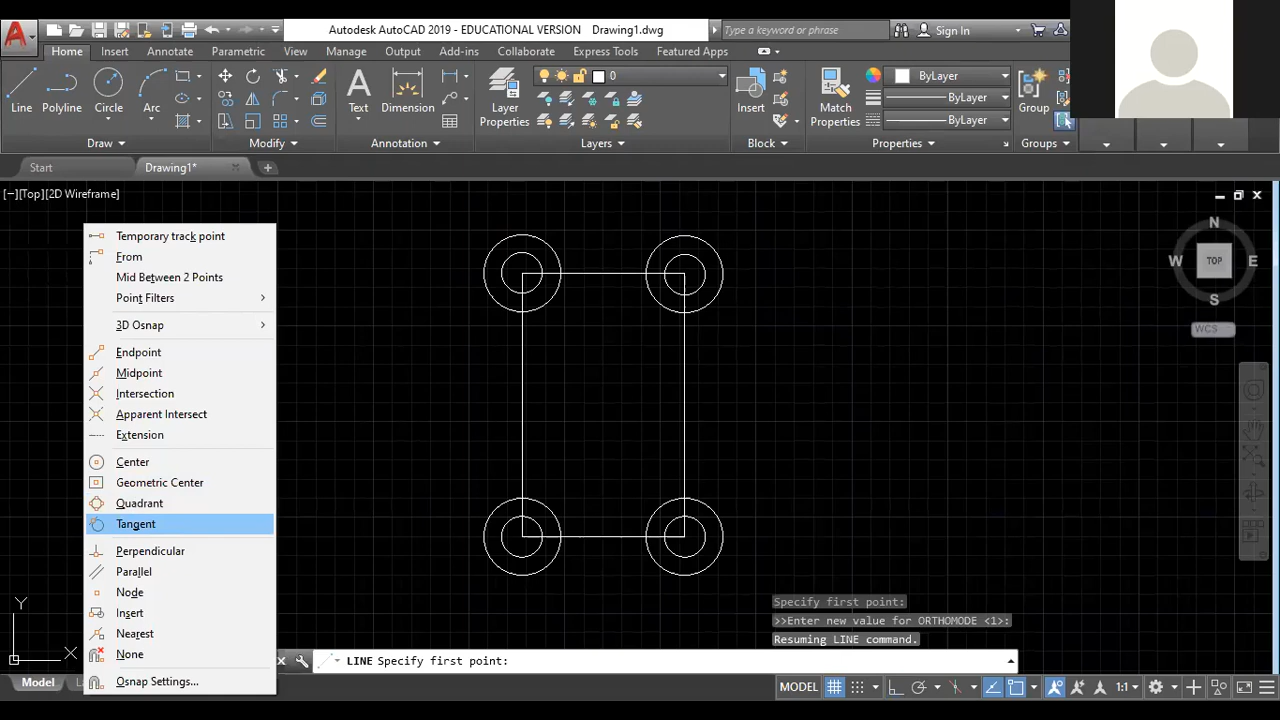 A Autodesk AutoCAD 2019 - EDUCATIONAL VERSION Drawing1.dwg Type a keyword or phrase Sign In
Home Insert Annotate Parametric View Manage Output Add-ins Collaborate Express Tools Featured Apps
0 ByLayer
Line Polyline Circle Arc Text Dimension Layer Properties Insert Match Properties ByLayer Group
ByLayer
Draw Modify Annotation Layers Block Properties Groups
Start Drawing1*
[−][Top][2D Wireframe]
N
W TOP E
S
WCS
Temporary track point
From
Mid Between 2 Points
Point Filters
3D Osnap
Endpoint
Midpoint
Intersection
Apparent Intersect
Extension
Center
Geometric Center
Quadrant
Tangent
Perpendicular
Parallel
Node
Insert
Nearest
None
Osnap Settings...
Y
X
Specify first point:
>>Enter new value for ORTHOMODE <1>:
Resuming LINE command.
LINE Specify first point:
Model MODEL 1:1